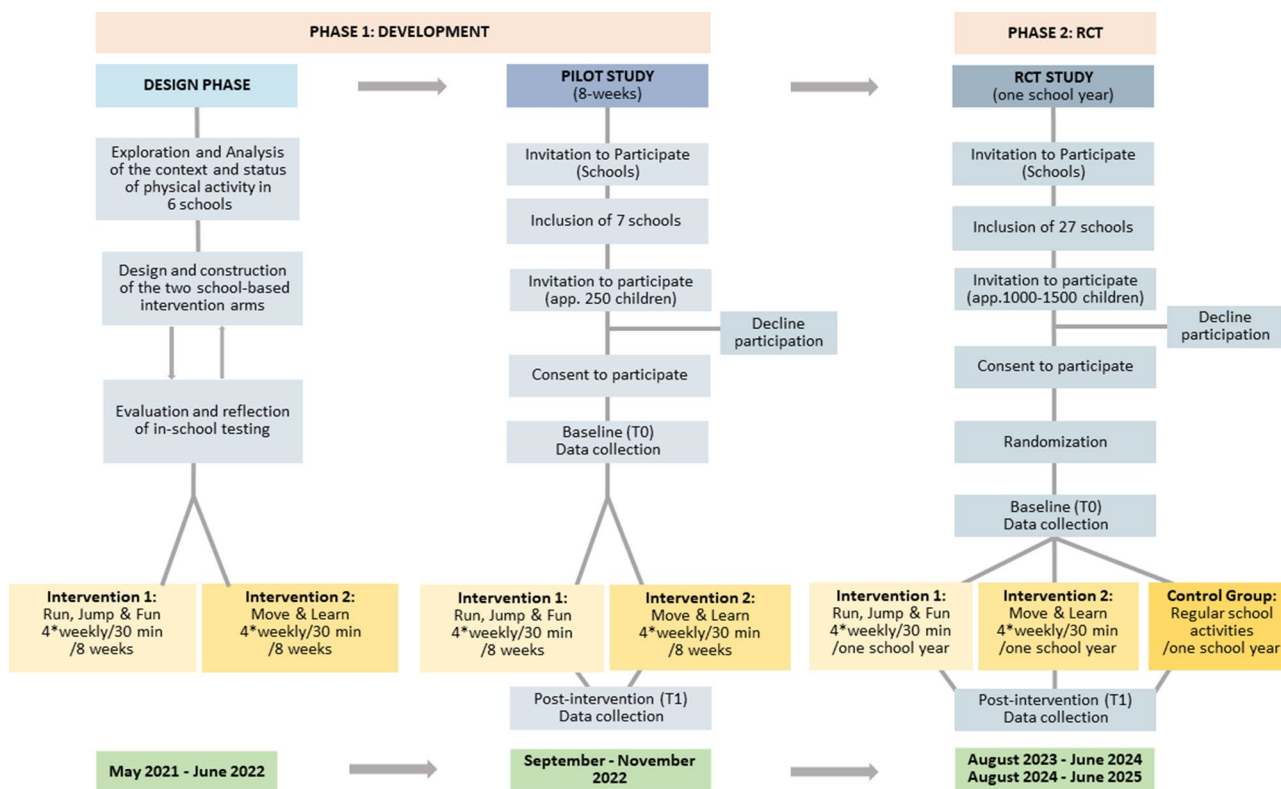 PHASE 1: DEVELOPMENT
DESIGN PHASE
Exploration and Analysis
of the context and status
of physical activity in
6 schools
Design and construction
of the two school-based
intervention arms
Evaluation and reflection
of in-school testing
Intervention 1:
Run, Jump & Fun
4*weekly/30 min
/8 weeks
Intervention 2:
Move & Learn
4*weekly/30 min
/8 weeks
May 2021 - June 2022
PILOT STUDY
(8-weeks)
Invitation to Participate
(Schools)
Inclusion of 7 schools
Invitation to participate
(app. 250 children)
Decline
participation
Consent to participate
Baseline (T0)
Data collection
Intervention 1:
Run, Jump & Fun
4*weekly/30 min
/8 weeks
Intervention 2:
Move & Learn
4*weekly/30 min
/8 weeks
Post-intervention (T1)
Data collection
September - November
2022
PHASE 2: RCT
RCT STUDY
(one school year)
Invitation to Participate
(Schools)
Inclusion of 27 schools
Invitation to participate
(app.1000-1500 children)
Decline
participation
Consent to participate
Randomization
Baseline (T0)
Data collection
Intervention 1:
Run, Jump & Fun
4*weekly/30 min
/one school year
Intervention 2:
Move & Learn
4*weekly/30 min
/one school year
Control Group:
Regular school
activities
/one school year
Post-intervention (T1)
Data collection
August 2023 - June 2024
August 2024 - June 2025